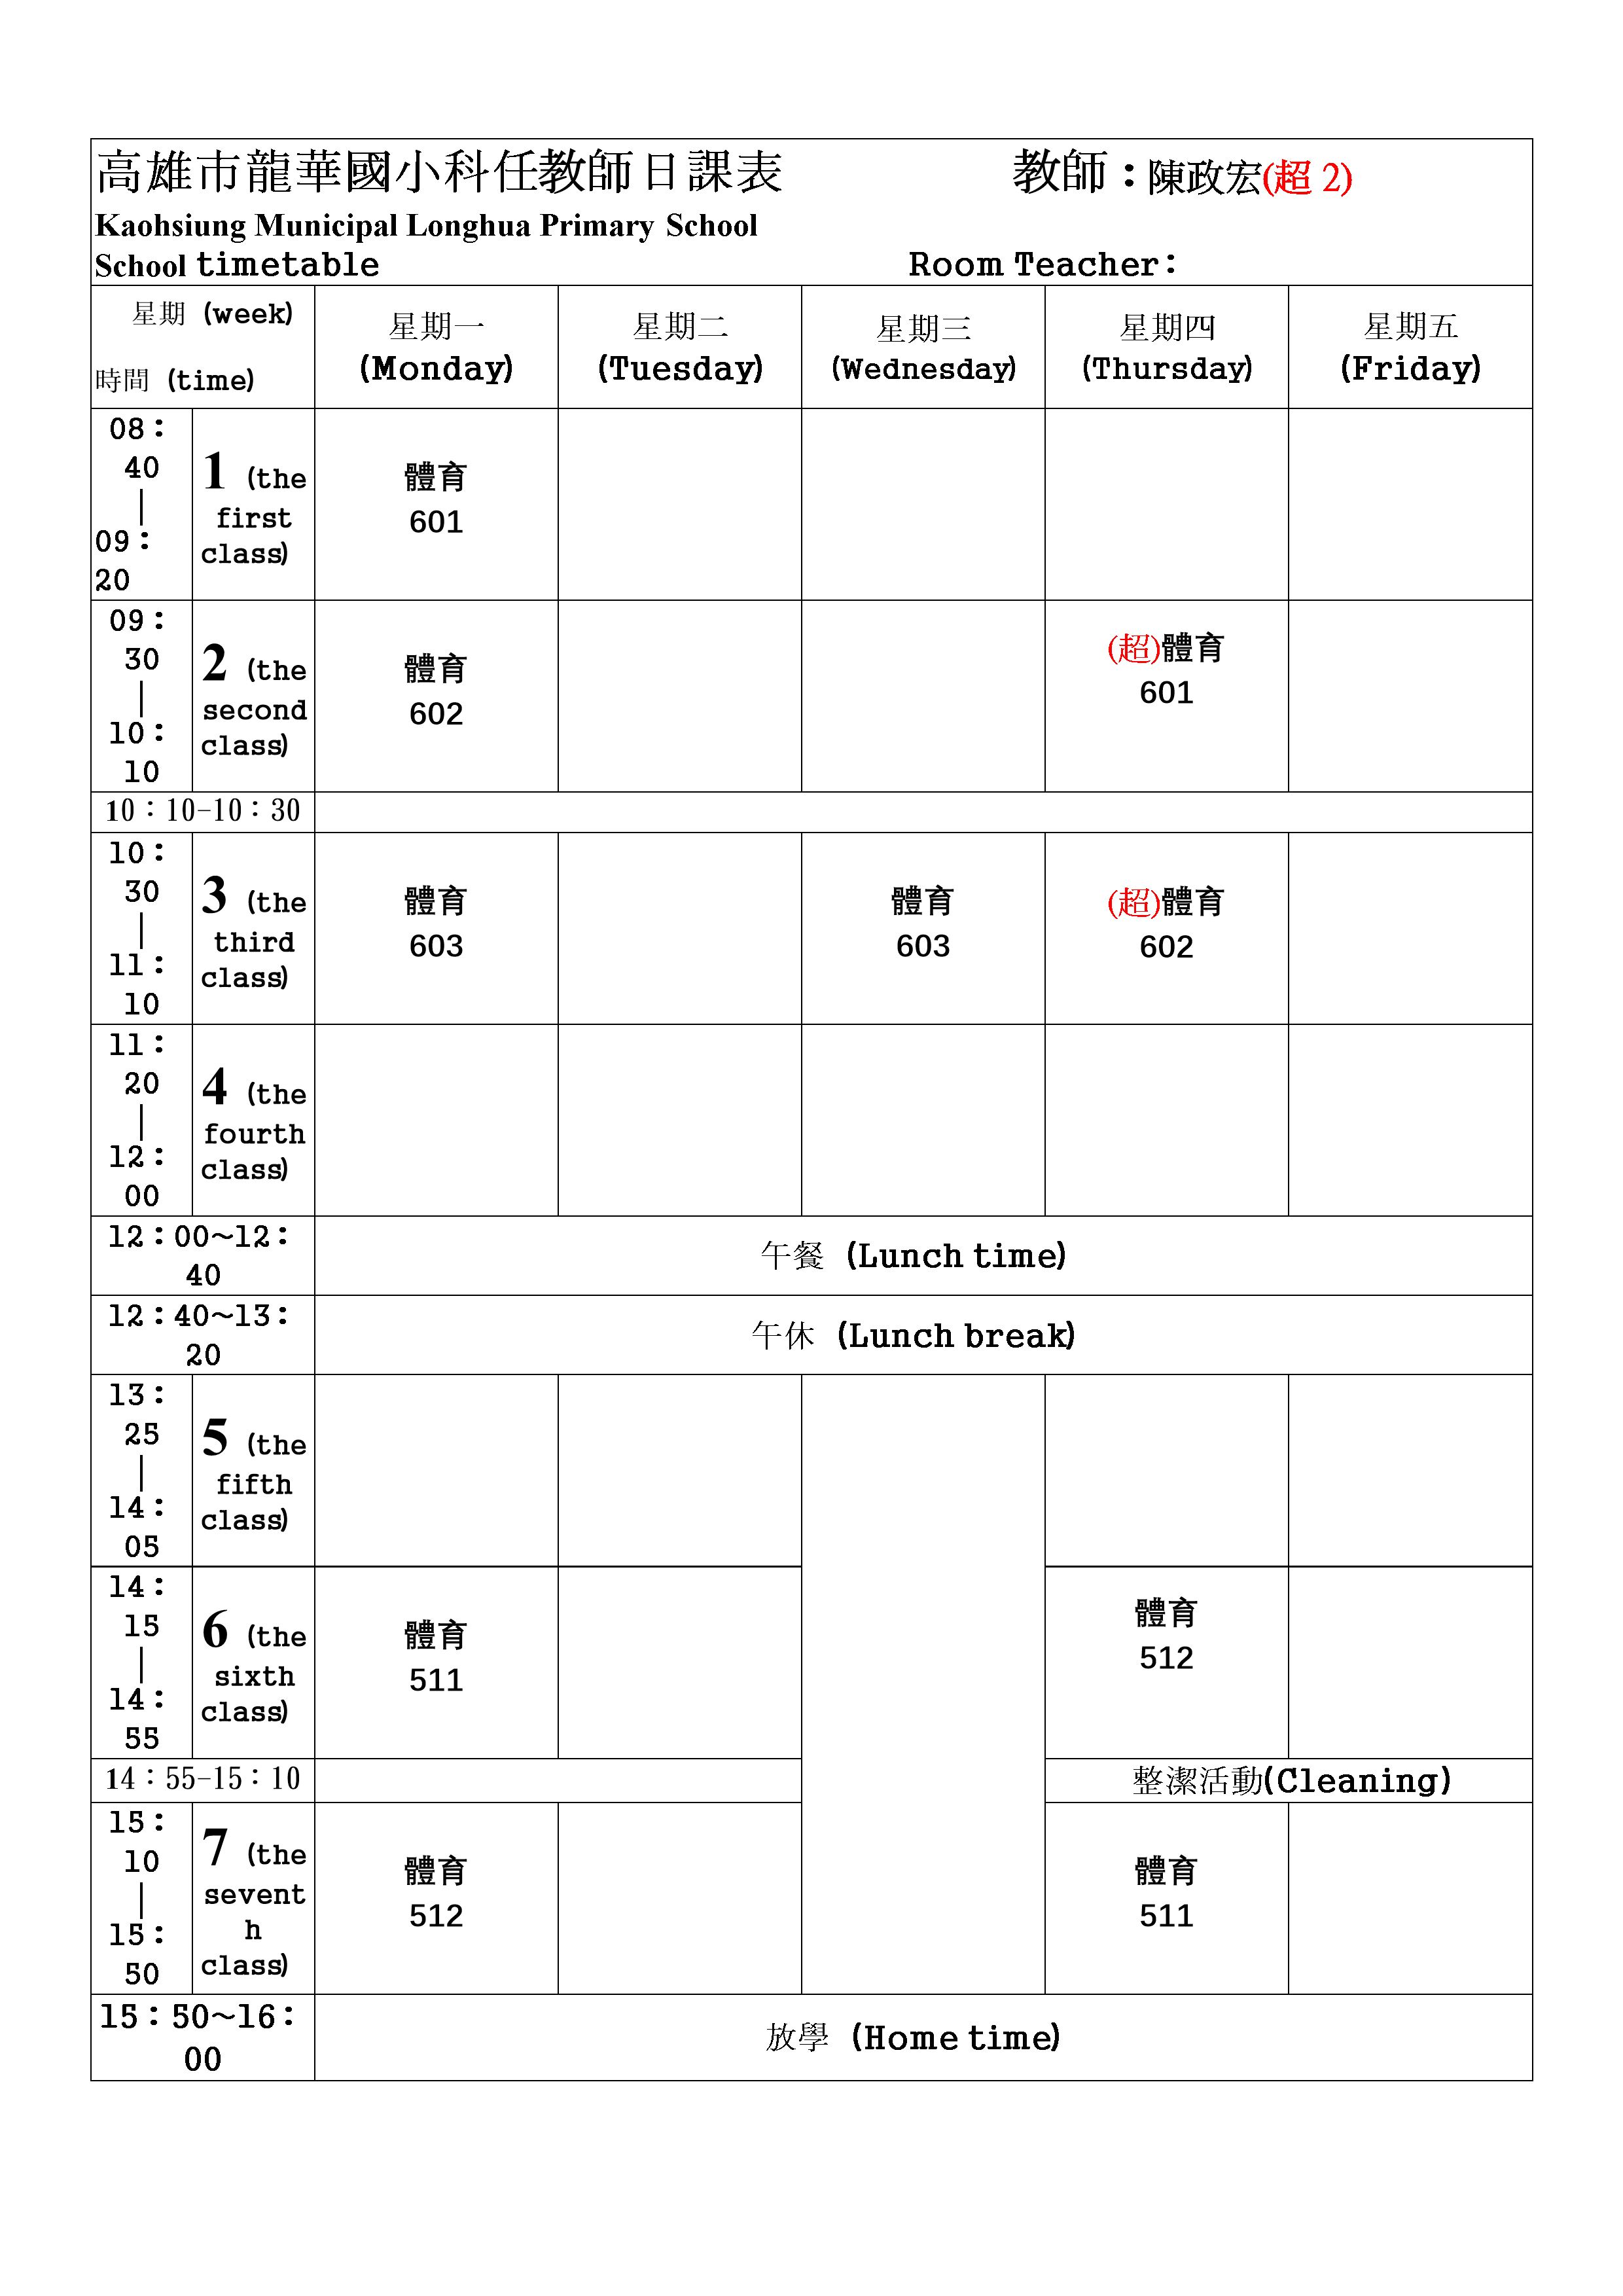 高雄市龍華國小科任教師日課表 教師：陳政宏(超 2)
Kaohsiung Municipal Longhua Primary School
School timetable Room Teacher：
星期 (week)
時間 (time)
星期一
(Monday)
星期二
(Tuesday)
星期三
(Wednesday)
星期四
(Thursday)
星期五
(Friday)
08：
40
｜
09：
20
1 (the
first
class)
體育
601
09：
30
｜
10：
10
2 (the
second
class)
體育
602
(超)體育
601
10：10-10：30
10：
30
｜
11：
10
3 (the
third
class)
體育
603
體育
603
(超)體育
602
11：
20
｜
12：
00
4 (the
fourth
class)
12：00~12：
40
午餐 (Lunch time)
12：40~13：
20
午休 (Lunch break)
13：
25
｜
14：
05
5 (the
fifth
class)
14：
15
｜
14：
55
6 (the
sixth
class)
體育
511
體育
512
14：55-15：10
整潔活動(Cleaning)
15：
10
｜
15：
50
7 (the
sevent
h
class)
體育
512
體育
511
15：50~16：
00
放學 (Home time)